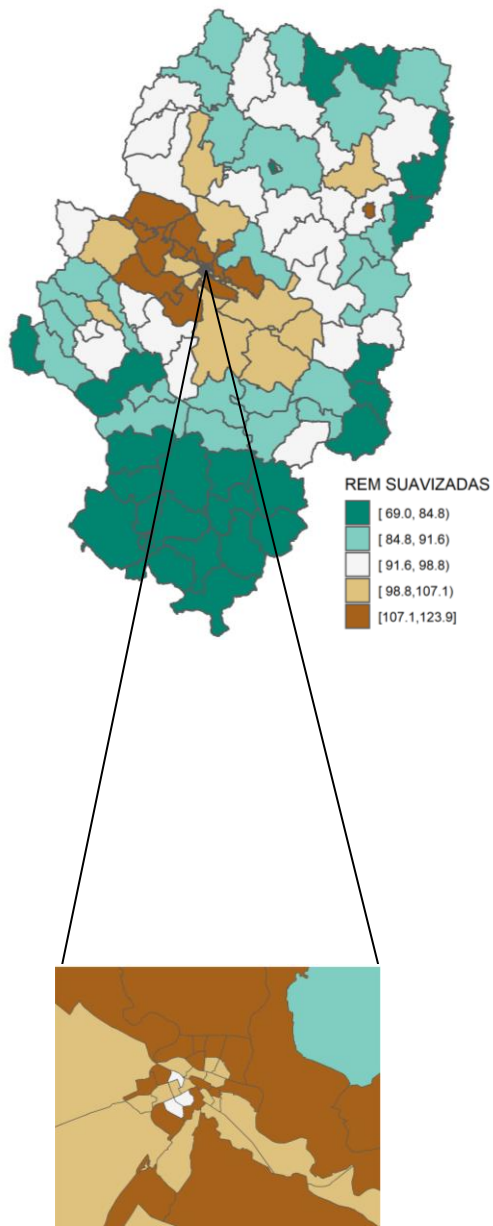 REM SUAVIZADAS
[ 69.0, 84.8)
[ 84.8, 91.6)
[ 91.6, 98.8)
[ 98.8,107.1)
[107.1,123.9]